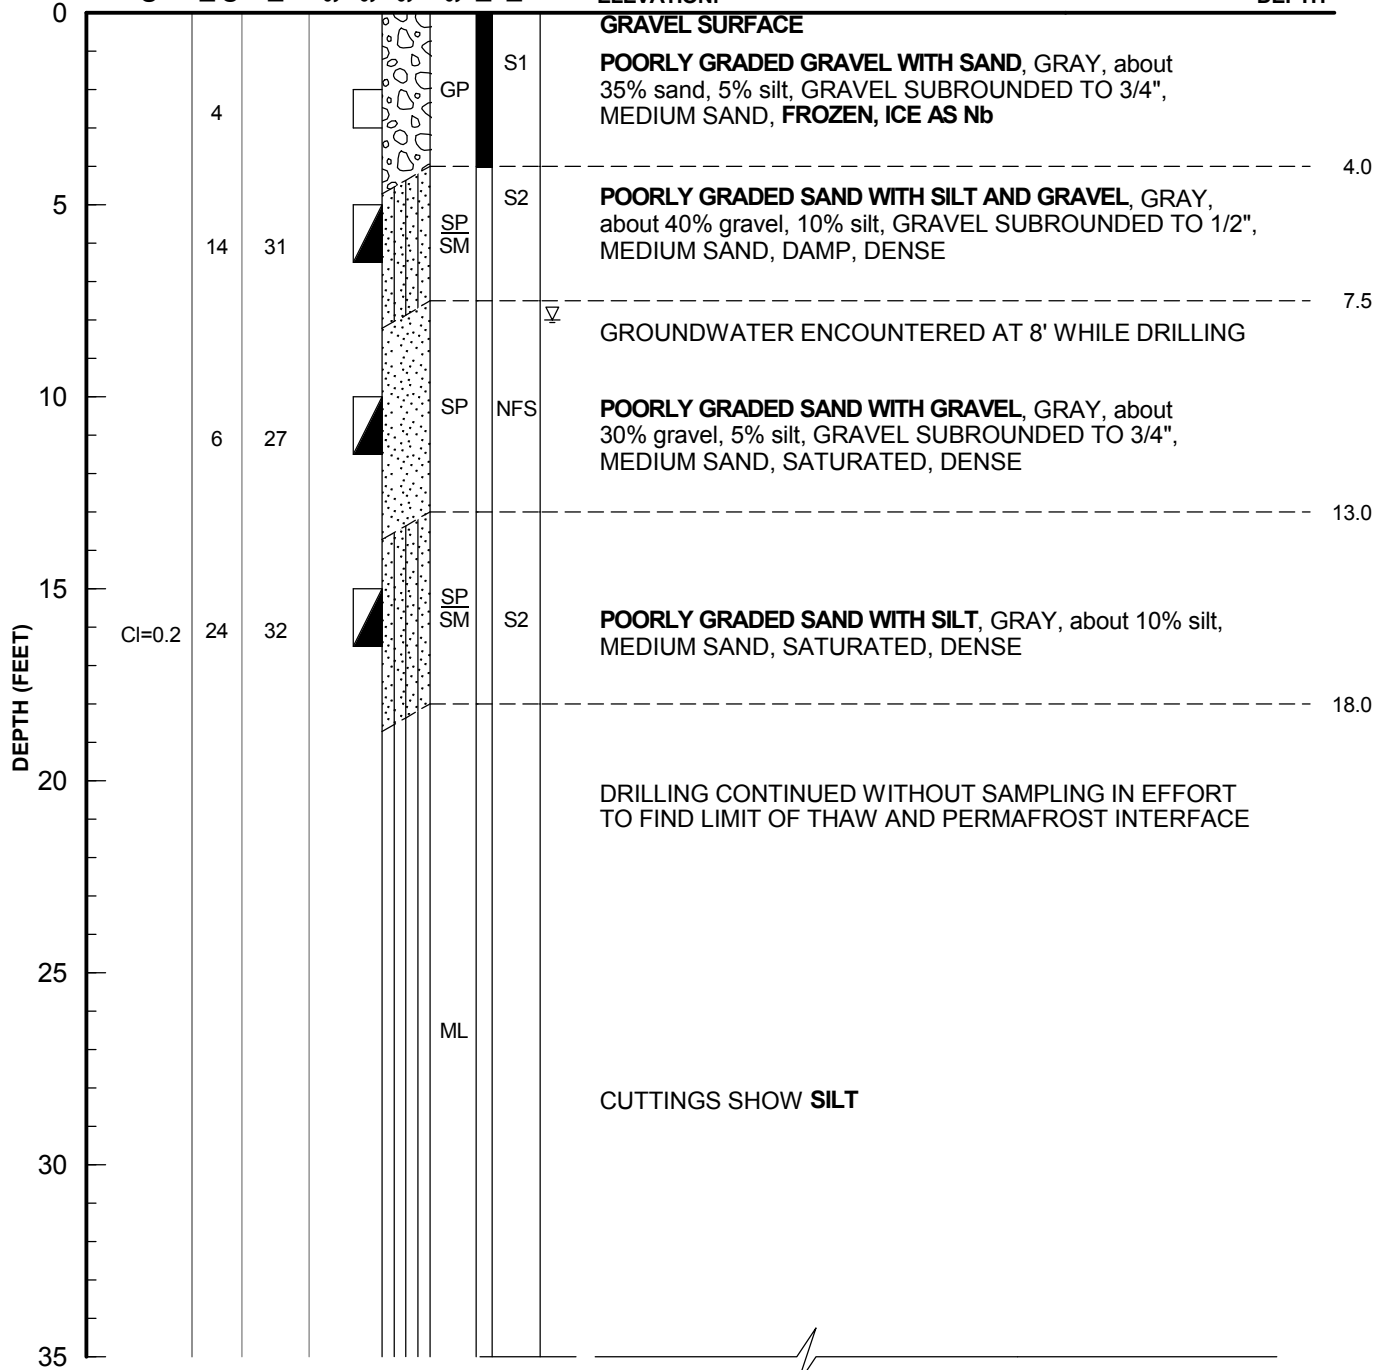 0
GRAVEL SURFACE
S1
POORLY GRADED GRAVEL WITH SAND, GRAY, about
35% sand, 5% silt, GRAVEL SUBROUNDED TO 3/4",
MEDIUM SAND, FROZEN, ICE AS Nb
GP
4
4.0
5
S2
POORLY GRADED SAND WITH SILT AND GRAVEL, GRAY,
about 40% gravel, 10% silt, GRAVEL SUBROUNDED TO 1/2",
MEDIUM SAND, DAMP, DENSE
SP
SM
14
31
7.5
GROUNDWATER ENCOUNTERED AT 8' WHILE DRILLING
10
SP
NFS
POORLY GRADED SAND WITH GRAVEL, GRAY, about
30% gravel, 5% silt, GRAVEL SUBROUNDED TO 3/4",
MEDIUM SAND, SATURATED, DENSE
6
27
13.0
15
SP
SM
S2
POORLY GRADED SAND WITH SILT, GRAY, about 10% silt,
MEDIUM SAND, SATURATED, DENSE
Cl=0.2
24
32
18.0
DEPTH (FEET)
20
DRILLING CONTINUED WITHOUT SAMPLING IN EFFORT
TO FIND LIMIT OF THAW AND PERMAFROST INTERFACE
25
ML
CUTTINGS SHOW SILT
30
35